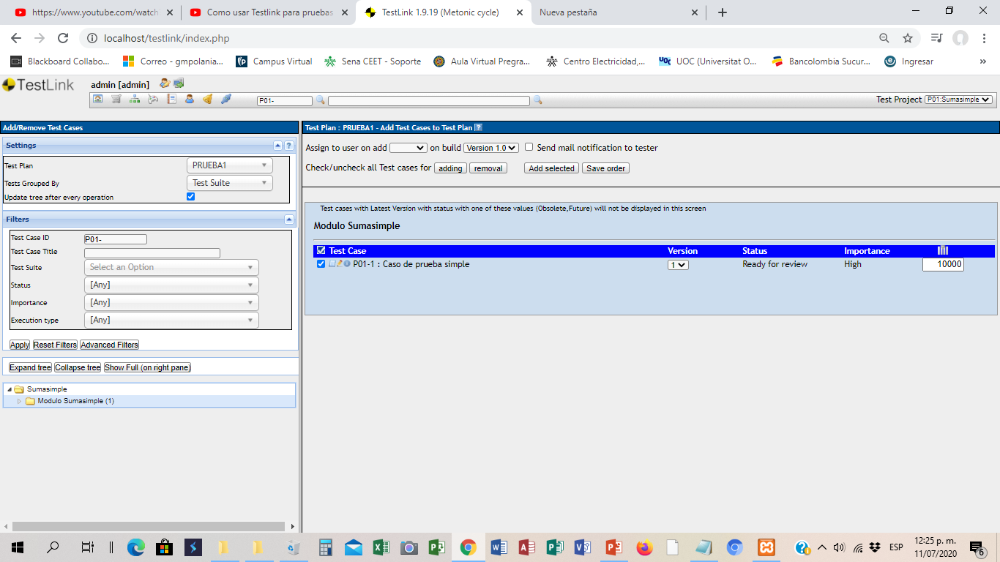 https://www.youtube.com/watch
Como usar Testlink para pruebas
TestLink 1.9.19 (Metonic cycle)
Nueva pestaña
localhost/testlink/index.php
Blackboard Collabo...
Correo - gmpolania...
Campus Virtual
Sena CEET - Soporte
Aula Virtual Pregra...
Centro Electricidad,...
UOC (Universitat O...
Bancolombia Sucur...
Ingresar
TestLink
admin [admin]
P01-
Test Project P01:Sumasimple
Add/Remove Test Cases
Settings
Test Plan PRUEBA1
Tests Grouped By Test Suite
Update tree after every operation
Filters
Test Case ID P01-
Test Case Title
Test Suite Select an Option
Status [Any]
Importance [Any]
Execution type [Any]
Apply Reset Filters Advanced Filters
Expand tree Collapse tree Show Full (on right pane)
Sumasimple
Modulo Sumasimple (1)
Test Plan : PRUEBA1 - Add Test Cases to Test Plan ?
Assign to user on add on build Version 1.0 Send mail notification to tester
Check/uncheck all Test cases for adding removal Add selected Save order
Test cases with Latest Version with status with one of these values (Obsolete,Future) will not be displayed in this screen
Modulo Sumasimple
Test Case Version Status Importance
P01-1 : Caso de prueba simple 1 Ready for review High 10000
ESP
12:25 p. m.
11/07/2020
6